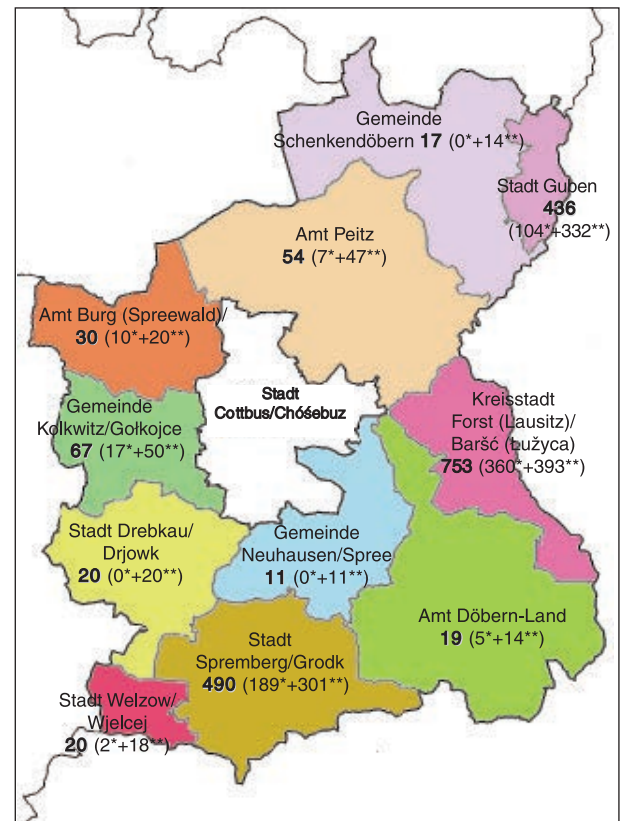 Gemeinde
Schenkendöbern 17 (0*+14**)
Stadt Guben
436
(104*+332**)
Amt Peitz
54 (7*+47**)
Amt Burg (Spreewald)/
30 (10*+20**)
Stadt
Cottbus/Chóśebuz
Gemeinde
Kolkwitz/Gołkojce
67 (17*+50**)
Kreisstadt
Forst (Lausitz)/
Baršć (Łužyca)
753 (360*+393**)
Stadt Drebkau/
Drjowk
20 (0*+20**)
Gemeinde
Neuhausen/Spree
11 (0*+11**)
Amt Döbern-Land
19 (5*+14**)
Stadt
Spremberg/Grodk
490 (189*+301**)
Stadt Welzow/
Wjelcej
20 (2*+18**)